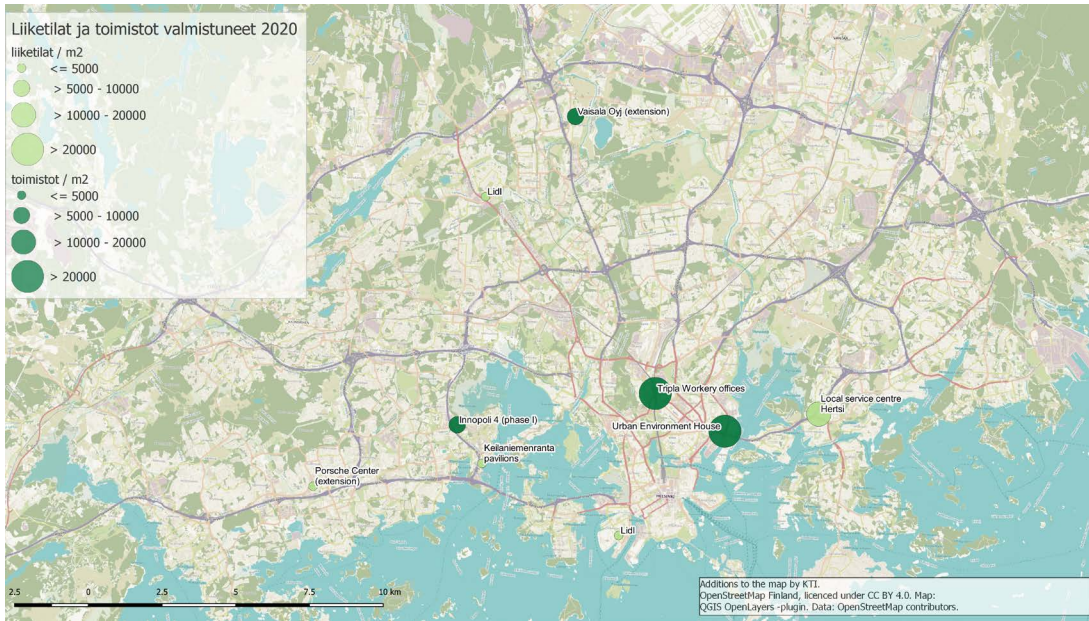 Liiketilat ja toimistot valmistuneet 2020
liiketilat / m2
<= 5000
> 5000 - 10000
> 10000 - 20000
> 20000
toimistot / m2
<= 5000
> 5000 - 10000
> 10000 - 20000
> 20000
Vaisala Oyj (extension)
Lidl
Tripla Workery offices
Local service centre
Hertsi
Urban Environment House
Innopoli 4 (phase I)
Keilaniemenranta
pavilions
Porsche Center
(extension)
Lidl
2.5 0 2.5 5 7.5 10 km
Additions to the map by KTI.
OpenStreetMap Finland, licenced under CC BY 4.0. Map:
QGIS OpenLayers -plugin. Data: OpenStreetMap contributors.